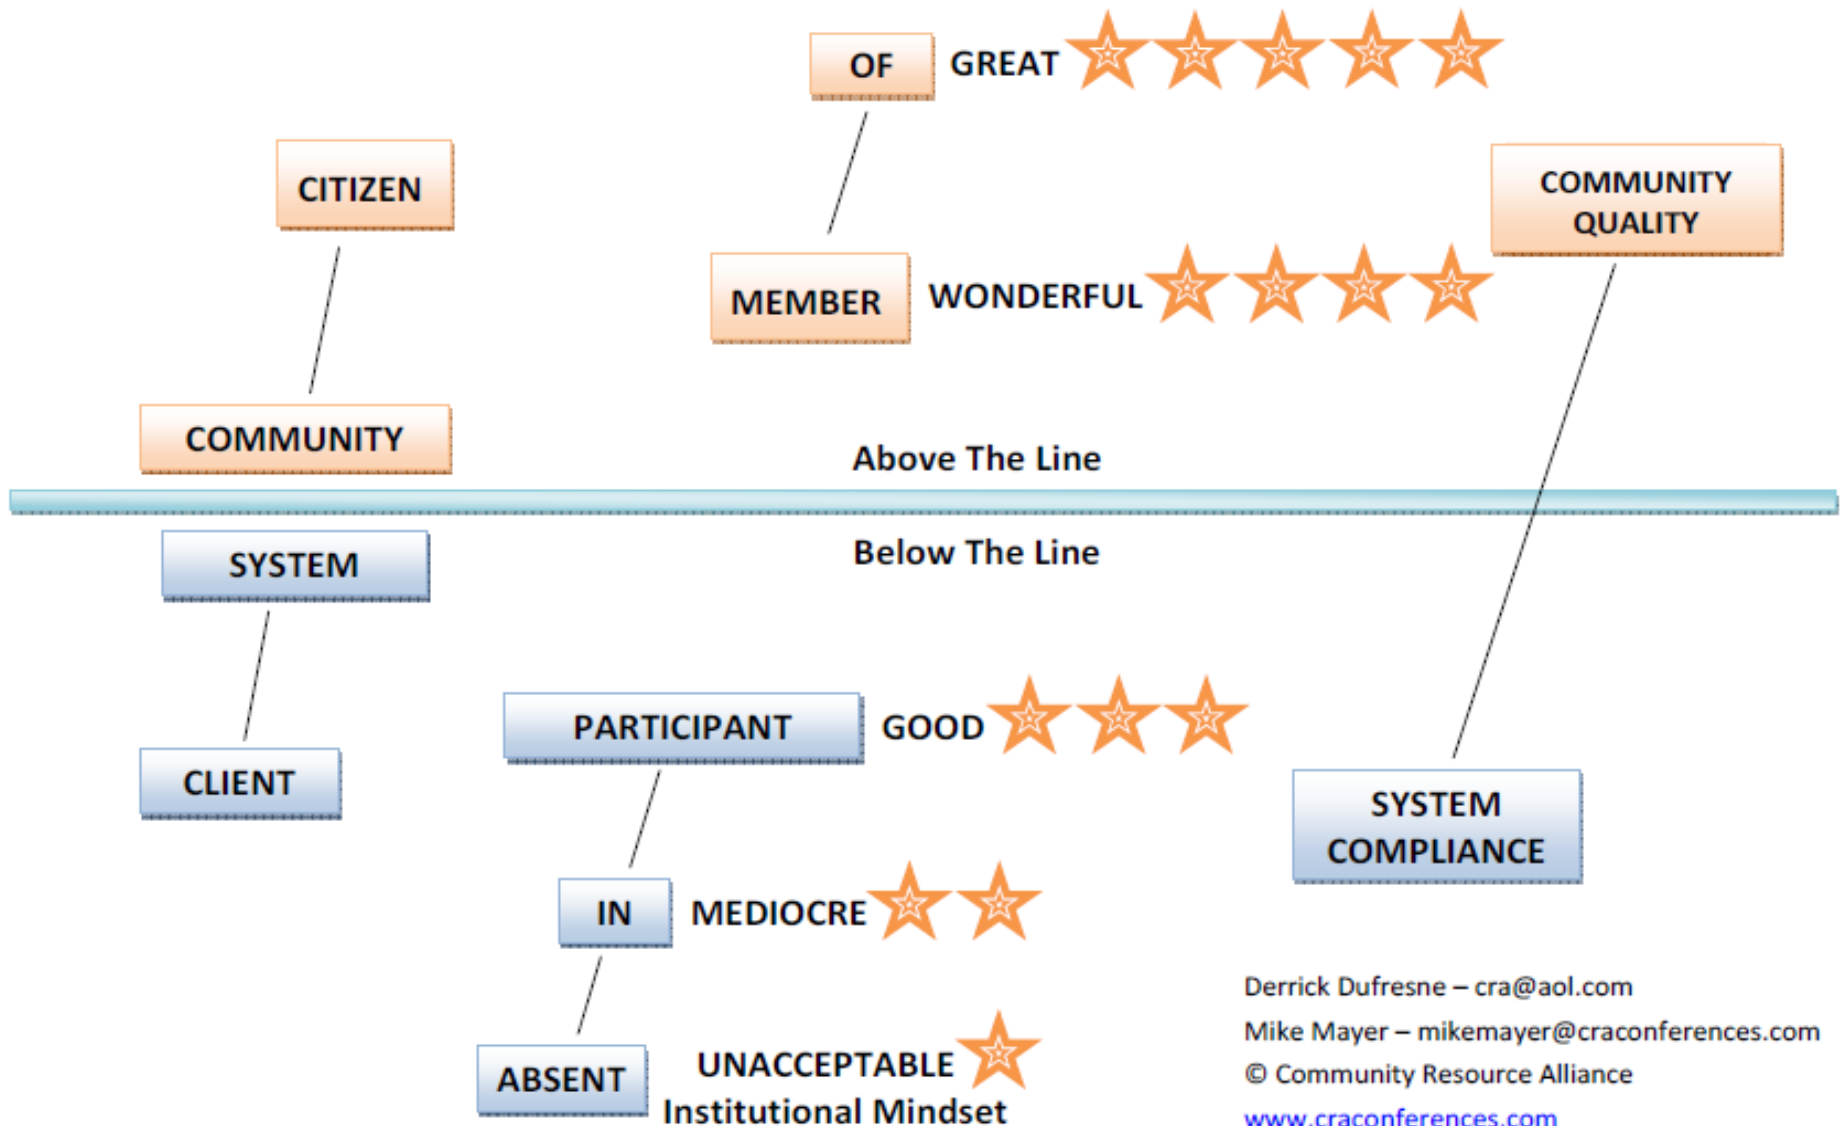 OF GREAT
CITIZEN
COMMUNITY
QUALITY
MEMBER WONDERFUL
COMMUNITY
Above The Line
Below The Line
SYSTEM
PARTICIPANT GOOD
CLIENT
SYSTEM
COMPLIANCE
IN MEDIOCRE
Derrick Dufresne – cra@aol.com
Mike Mayer – mikemayer@craconferences.com
© Community Resource Alliance
www.craconferences.com
ABSENT UNACCEPTABLE
Institutional Mindset